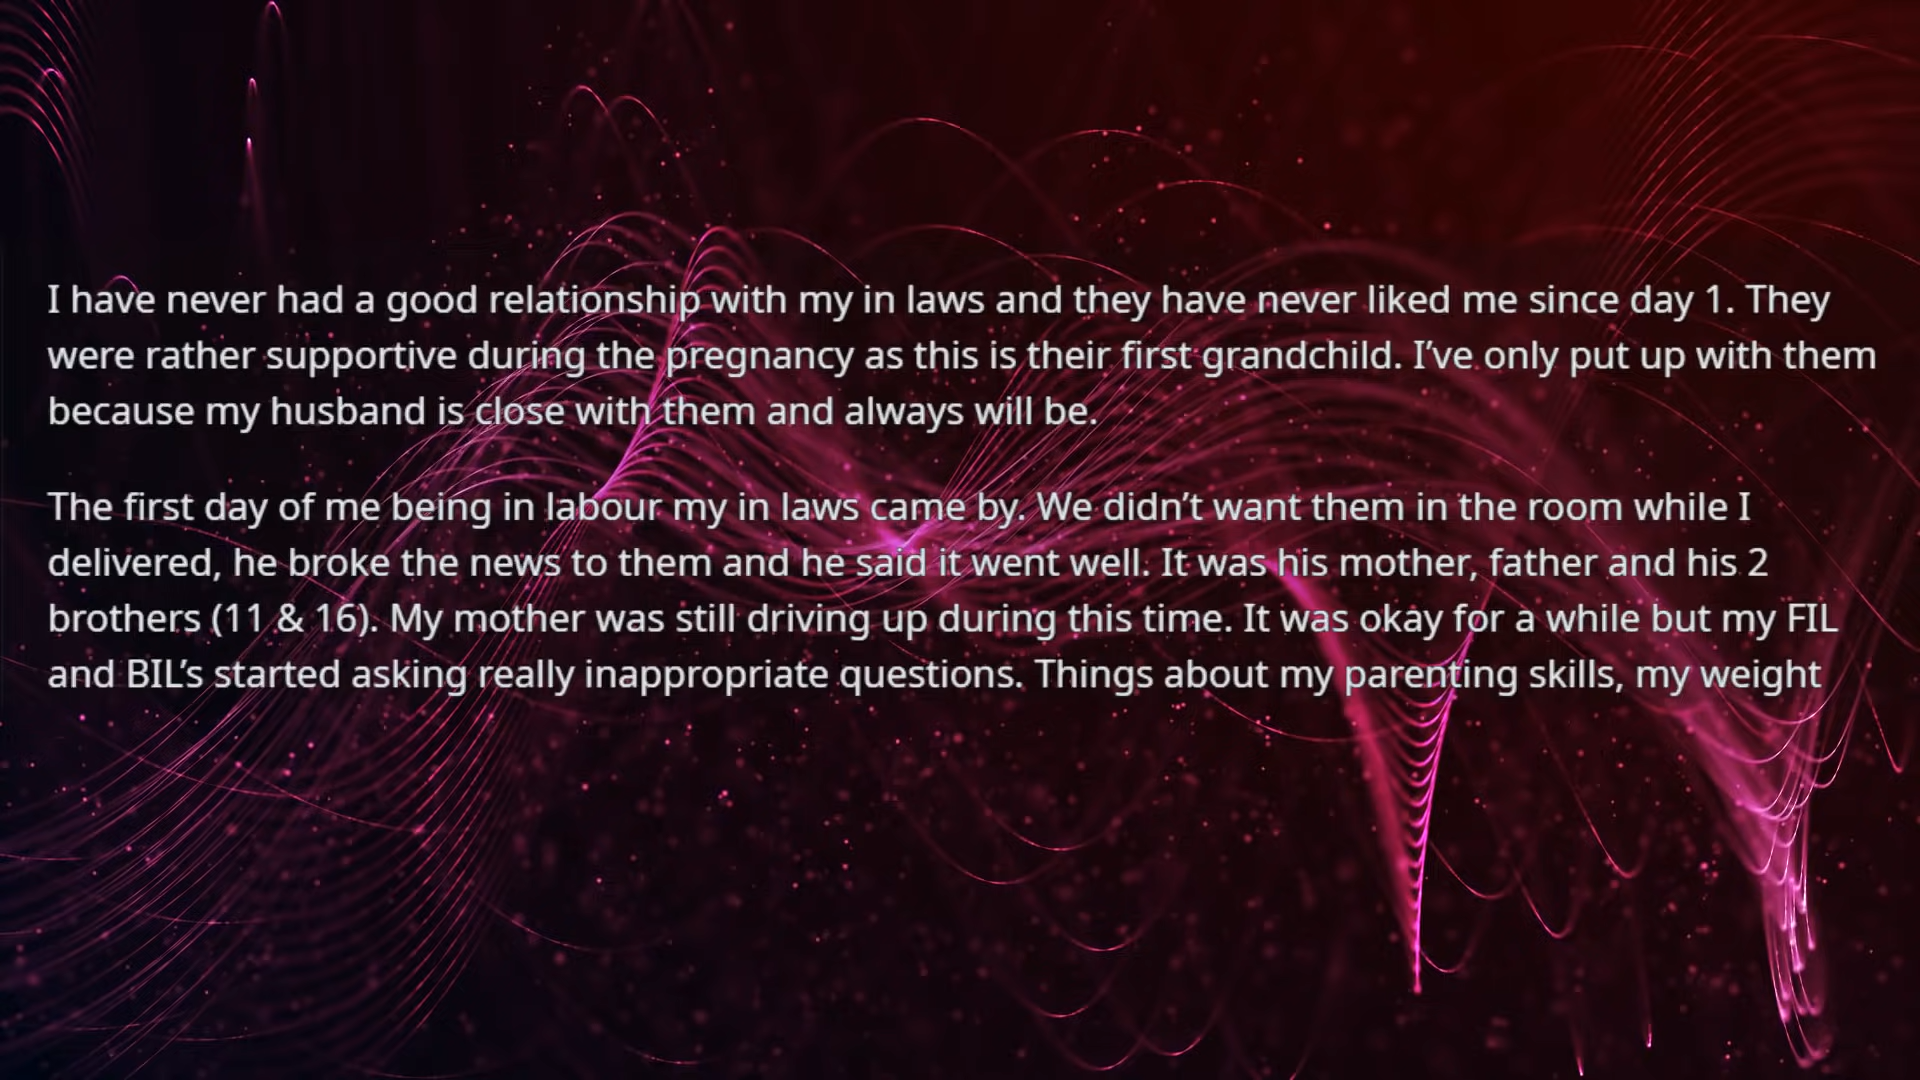 I have never had a good relationship with my in laws and they have never liked me since day 1. They
were rather supportive during the pregnancy as this is their first grandchild. I’ve only put up with them
because my husband is close with them and always will be.
The first day of me being in labour my in laws came by. We didn’t want them in the room while I
delivered, he broke the news to them and he said it went well. It was his mother, father and his 2
brothers (11 & 16). My mother was still driving up during this time. It was okay for a while but my FIL
and BIL’s started asking really inappropriate questions. Things about my parenting skills, my weight